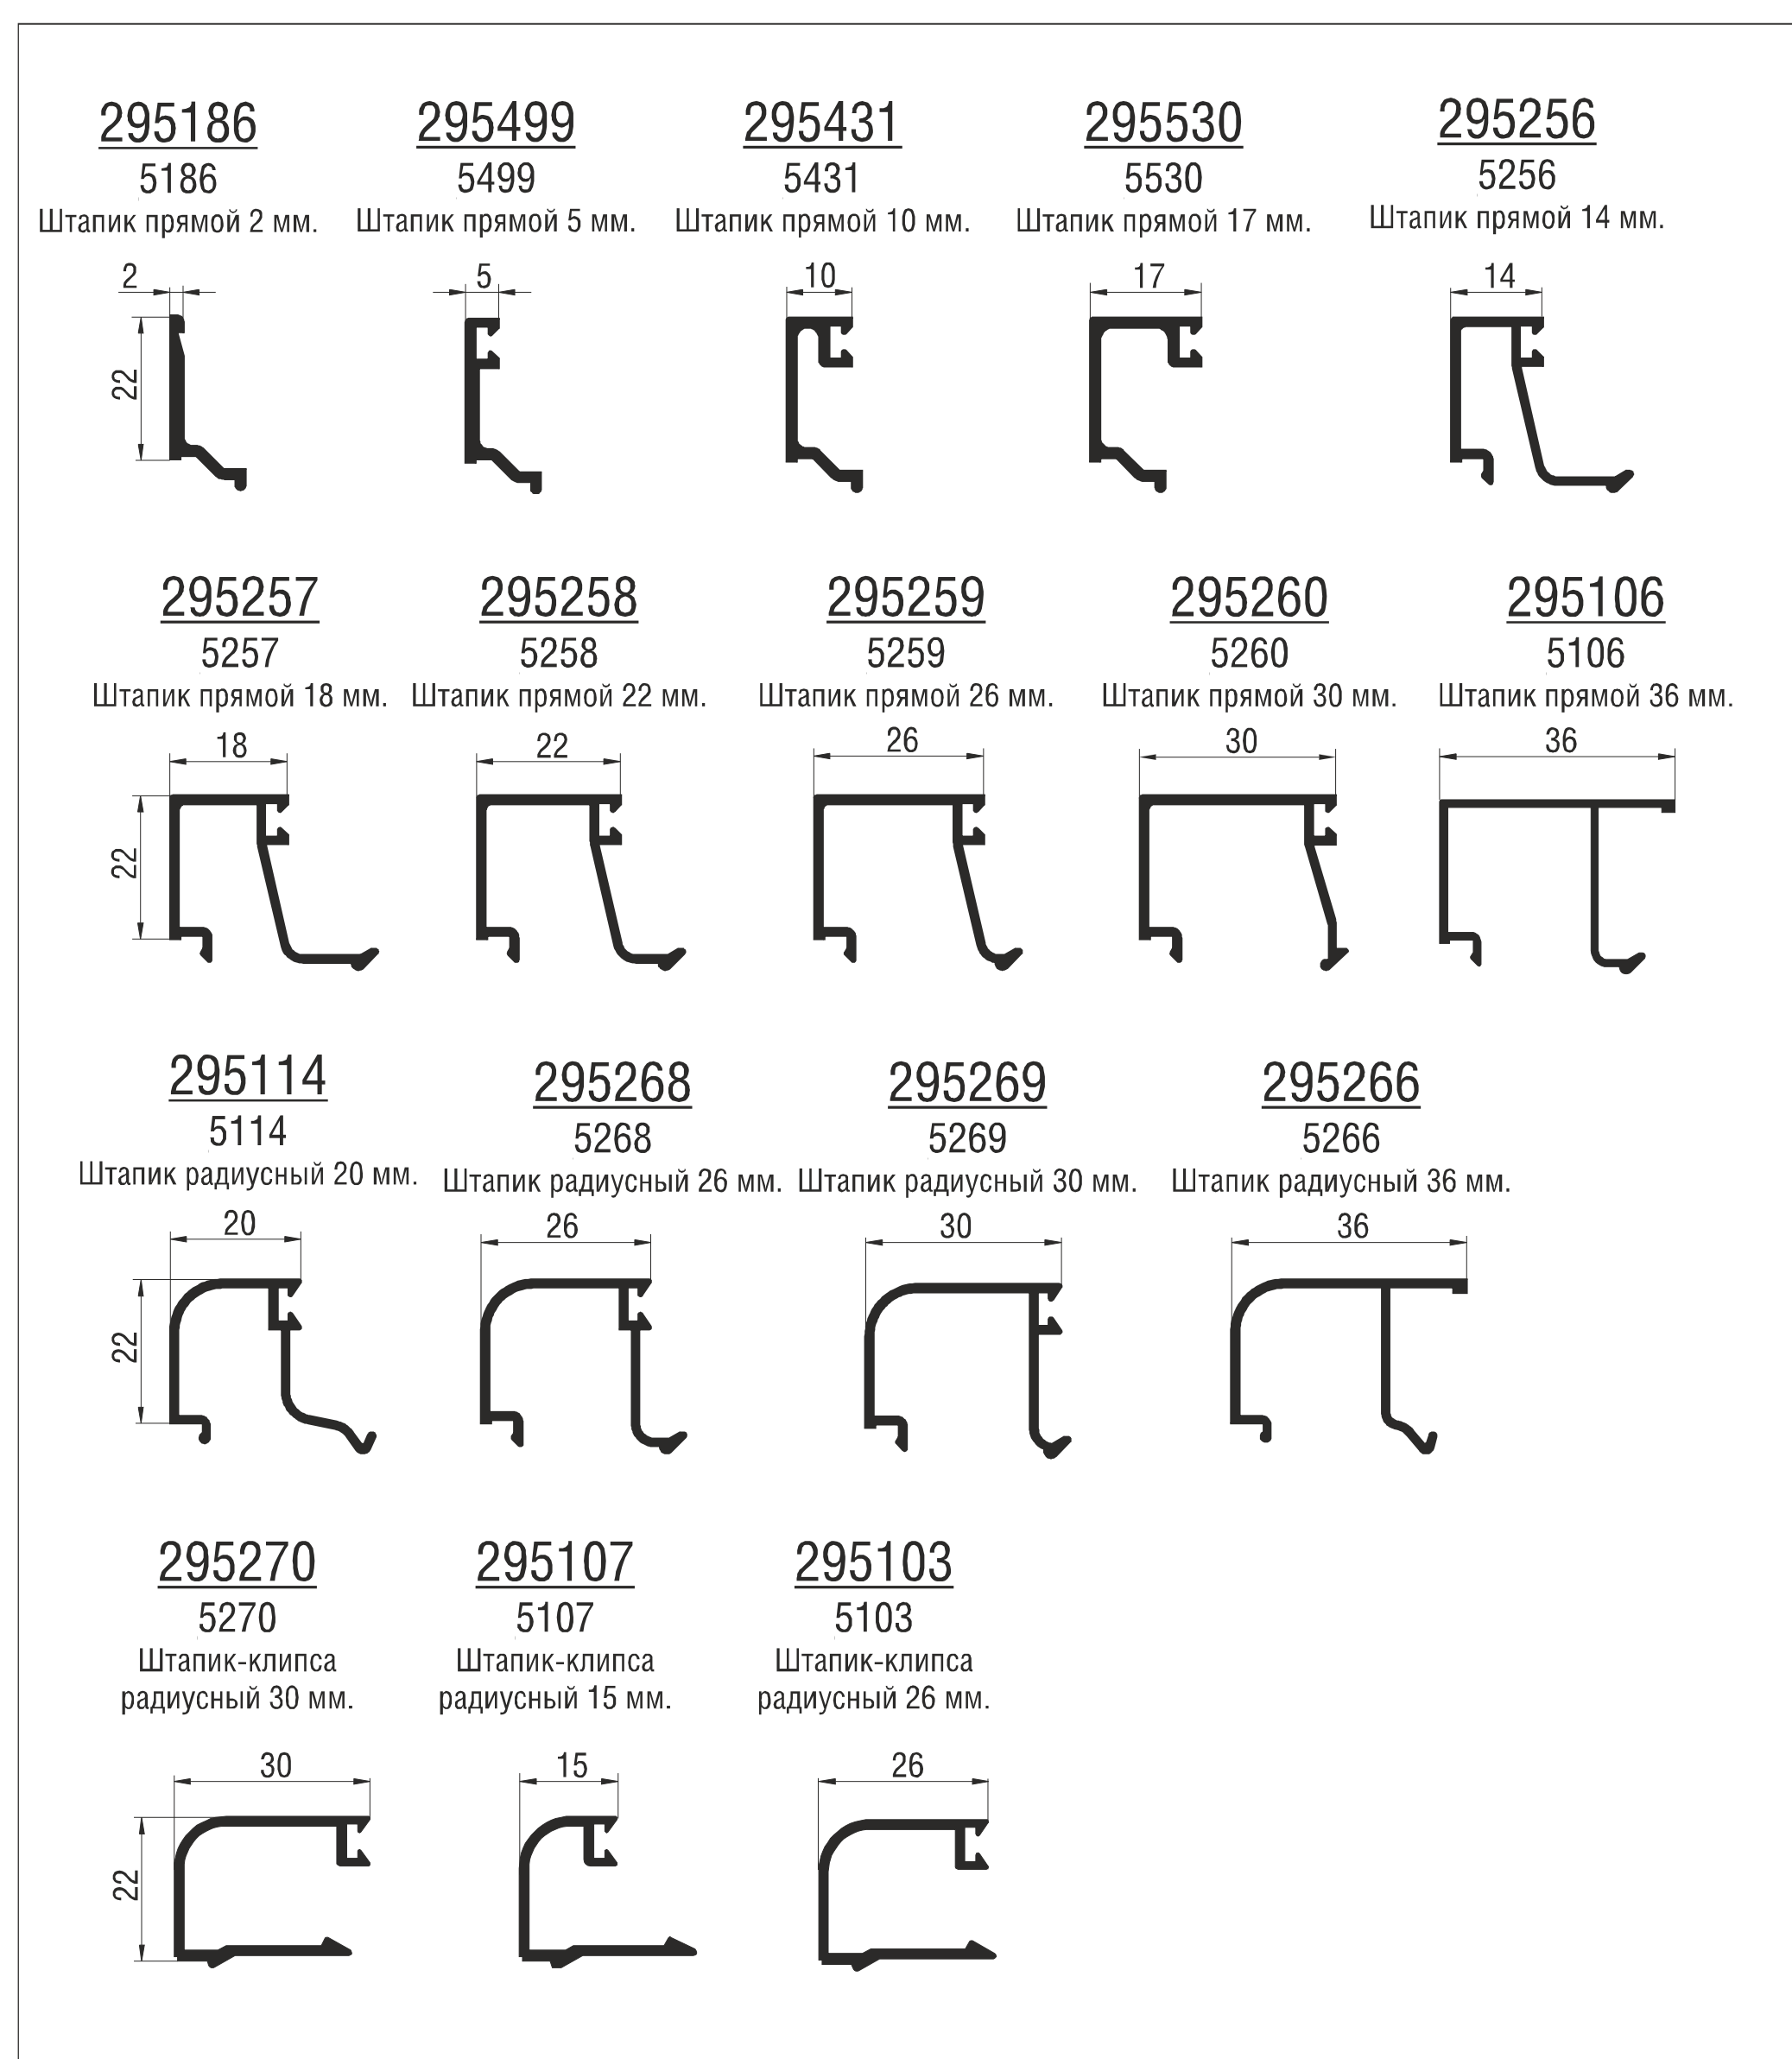 295186
5186
Штапик прямой 2 мм.
2
22
295499
5499
Штапик прямой 5 мм.
5
295431
5431
Штапик прямой 10 мм.
10
295530
5530
Штапик прямой 17 мм.
17
295256
5256
Штапик прямой 14 мм.
14
295257
5257
Штапик прямой 18 мм.
18
22
295258
5258
Штапик прямой 22 мм.
22
295259
5259
Штапик прямой 26 мм.
26
295260
5260
Штапик прямой 30 мм.
30
295106
5106
Штапик прямой 36 мм.
36
295114
5114
Штапик радиусный 20 мм.
20
22
295268
5268
Штапик радиусный 26 мм.
26
295269
5269
Штапик радиусный 30 мм.
30
295266
5266
Штапик радиусный 36 мм.
36
295270
5270
Штапик-клипса
радиусный 30 мм.
30
22
295107
5107
Штапик-клипса
радиусный 15 мм.
15
295103
5103
Штапик-клипса
радиусный 26 мм.
26